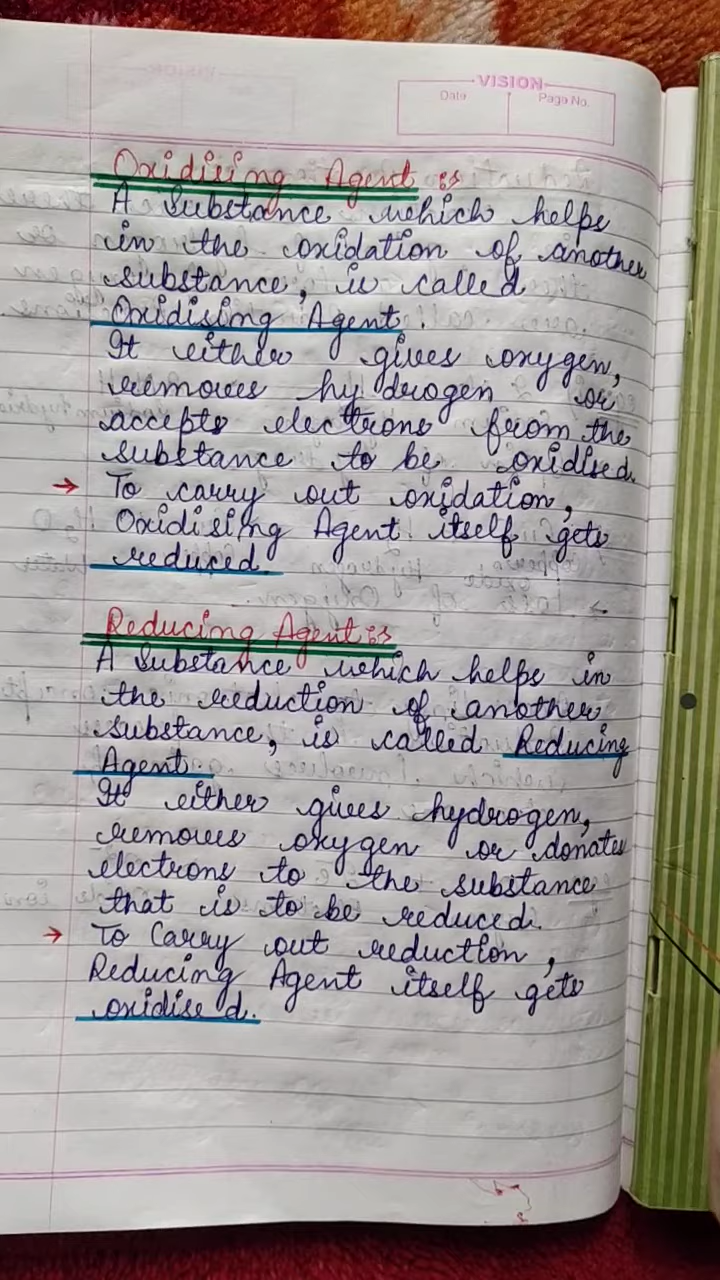 VISION
Date Page No.
Oxidising Agent :-
A Substance which helps
in the oxidation of another
substance, is called
Oxidising Agent.
It either gives oxygen,
removes hydrogen or
accepts electrons from the
substance to be oxidised.
→ To carry out oxidation,
Oxidising Agent itself gets
reduced.
Reducing Agent :-
A Substance which helps in
the reduction of another
substance, is called Reducing
Agent.
It either gives hydrogen,
removes oxygen or donates
electrons to the substance
that is to be reduced.
→ To Carry out reduction,
Reducing Agent itself gets
oxidised.